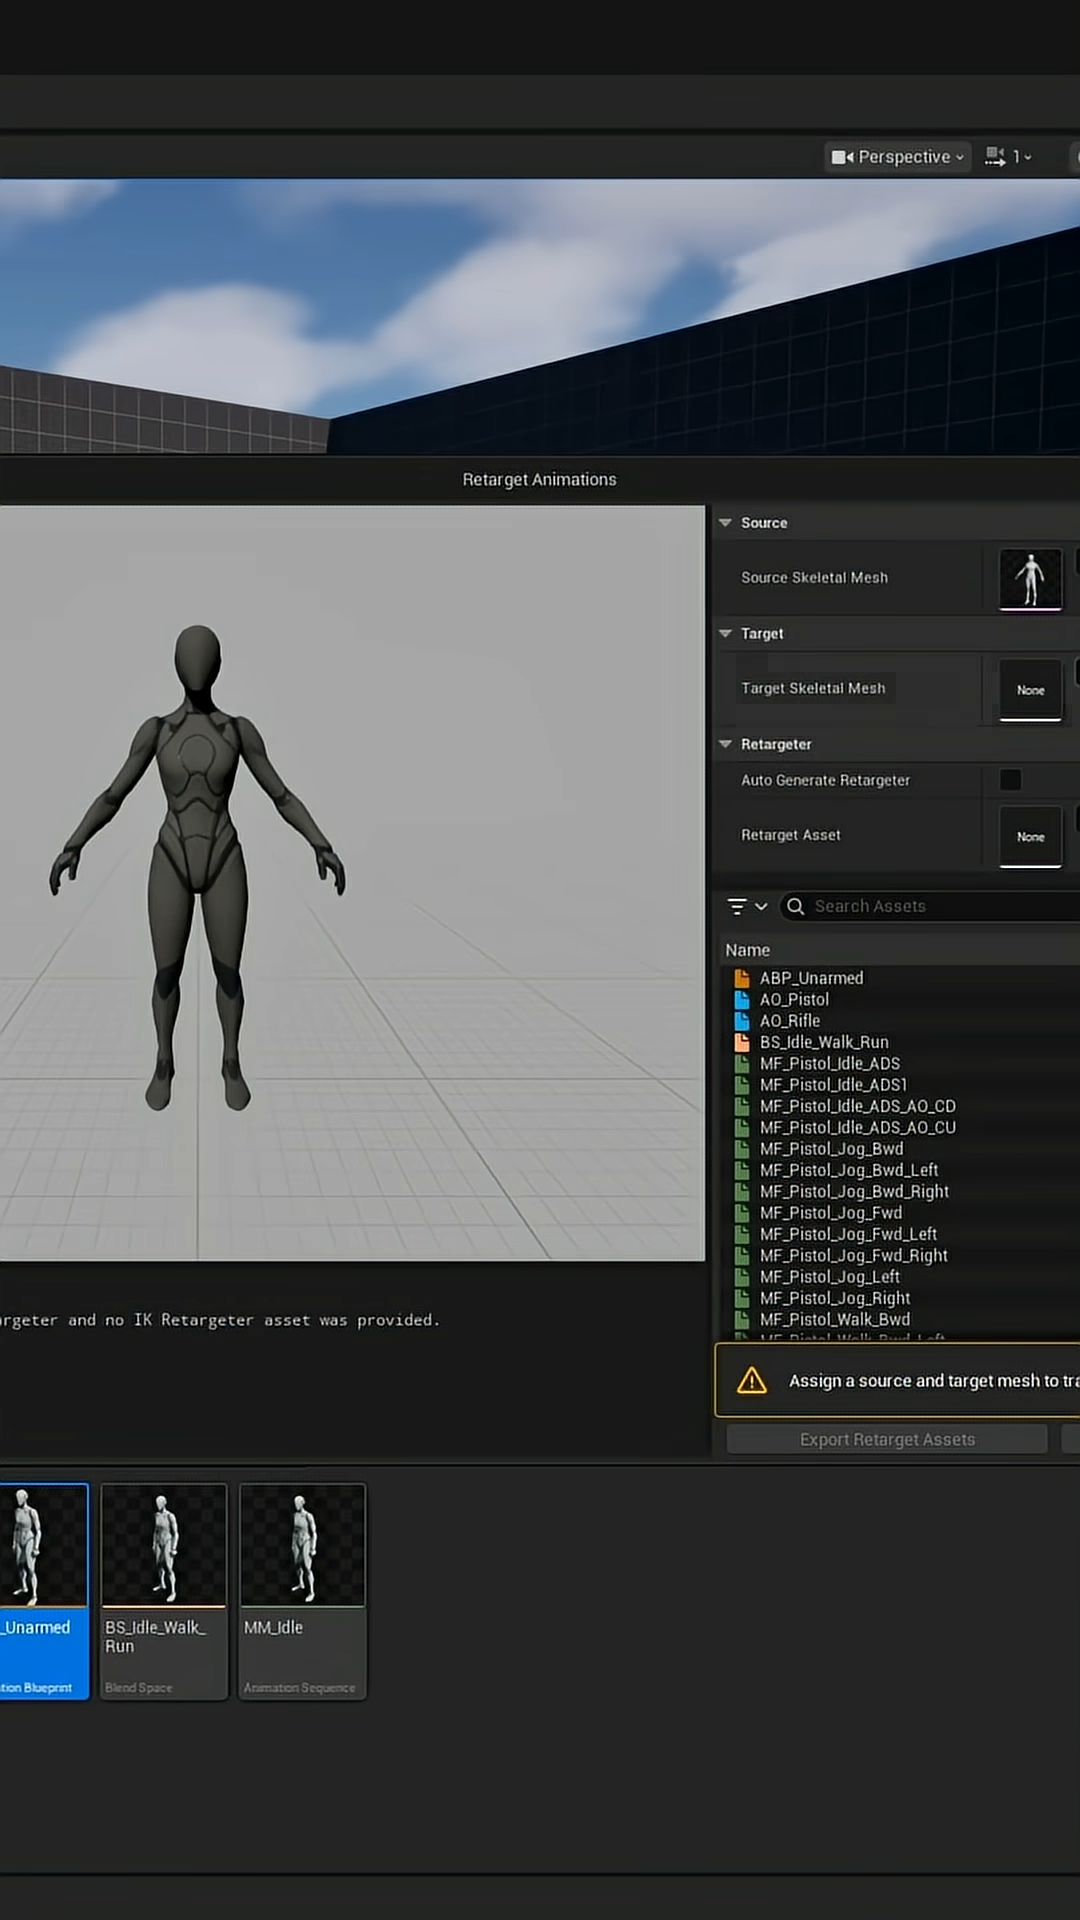 Perspective
1
Retarget Animations
Source
Source Skeletal Mesh
Target
Target Skeletal Mesh
None
Retargeter
Auto Generate Retargeter
Retarget Asset
None
Search Assets
Name
ABP_Unarmed
AO_Pistol
AO_Rifle
BS_Idle_Walk_Run
MF_Pistol_Idle_ADS
MF_Pistol_Idle_ADS1
MF_Pistol_Idle_ADS_AO_CD
MF_Pistol_Idle_ADS_AO_CU
MF_Pistol_Jog_Bwd
MF_Pistol_Jog_Bwd_Left
MF_Pistol_Jog_Bwd_Right
MF_Pistol_Jog_Fwd
MF_Pistol_Jog_Fwd_Left
MF_Pistol_Jog_Fwd_Right
MF_Pistol_Jog_Left
MF_Pistol_Jog_Right
MF_Pistol_Walk_Bwd
MF_Pistol_Walk_Bwd_Left
rgeter and no IK Retargeter asset was provided.
Assign a source and target mesh to tra
Export Retarget Assets
_Unarmed
tion Blueprint
BS_Idle_Walk_
Run
Blend Space
MM_Idle
Animation Sequence